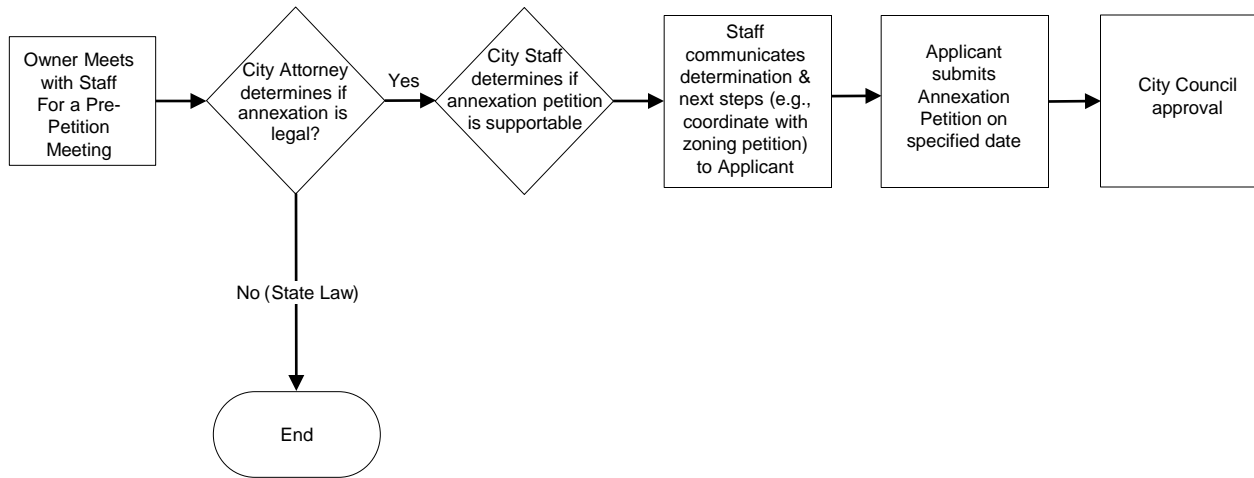 Owner Meets
with Staff
For a Pre-
Petition
Meeting
City Attorney
determines if
annexation is
legal?
Yes
City Staff
determines if
annexation petition
is supportable
Staff
communicates
determination &
next steps (e.g.,
coordinate with
zoning petition)
to Applicant
Applicant
submits
Annexation
Petition on
specified date
City Council
approval
No (State Law)
End